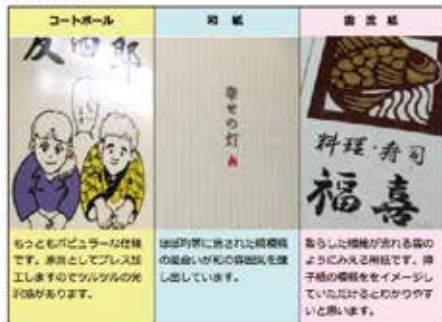 コートボール
和紙
雲流紙
友四郎
幸せの灯
料理・寿司
福喜
もっともポピュラーな仕様
です。原則としてプレス加
工しますのでツルツルの光
沢感があります。
ほぼ均等に施された縞模様
の風合いが和の雰囲気を醸
し出しています。
散らした繊維が流れる雲の
ようにみえる用紙です。障
子紙の模様ををイメージし
ていただけるとわかりやす
いと思います。